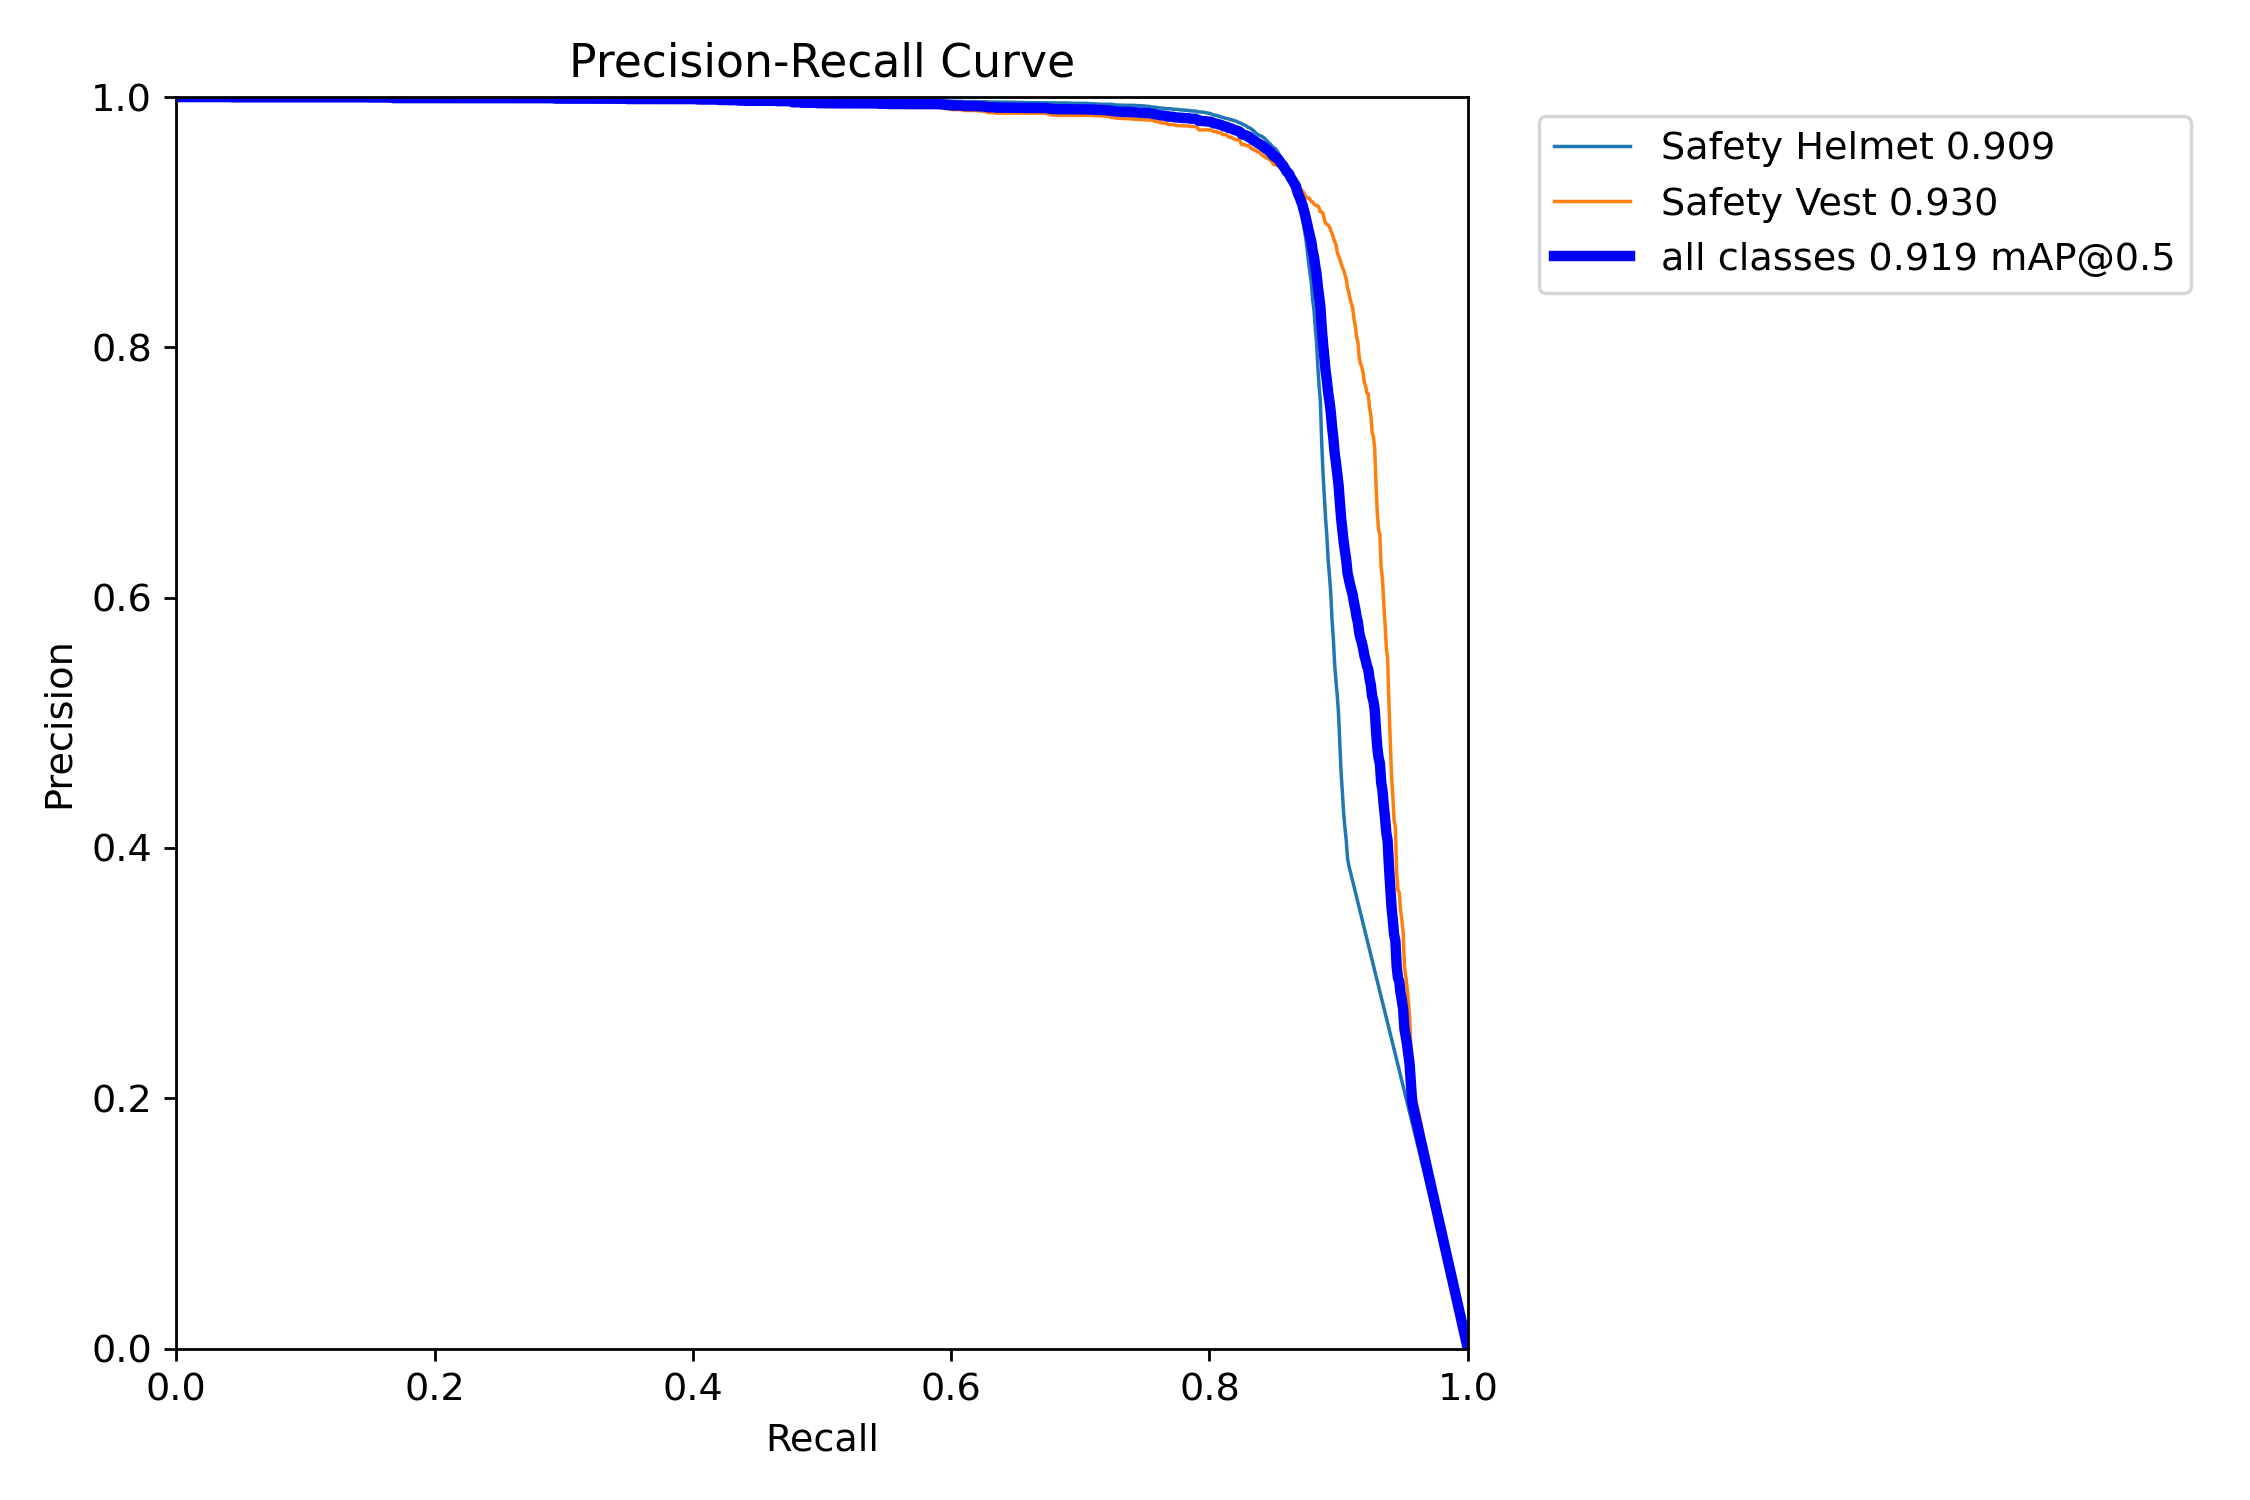 Precision-Recall Curve
1.0
0.8
0.6
0.4
0.2
0.0
Precision
0.0 0.2 0.4 0.6 0.8 1.0
Recall
Safety Helmet 0.909
Safety Vest 0.930
all classes 0.919 mAP@0.5